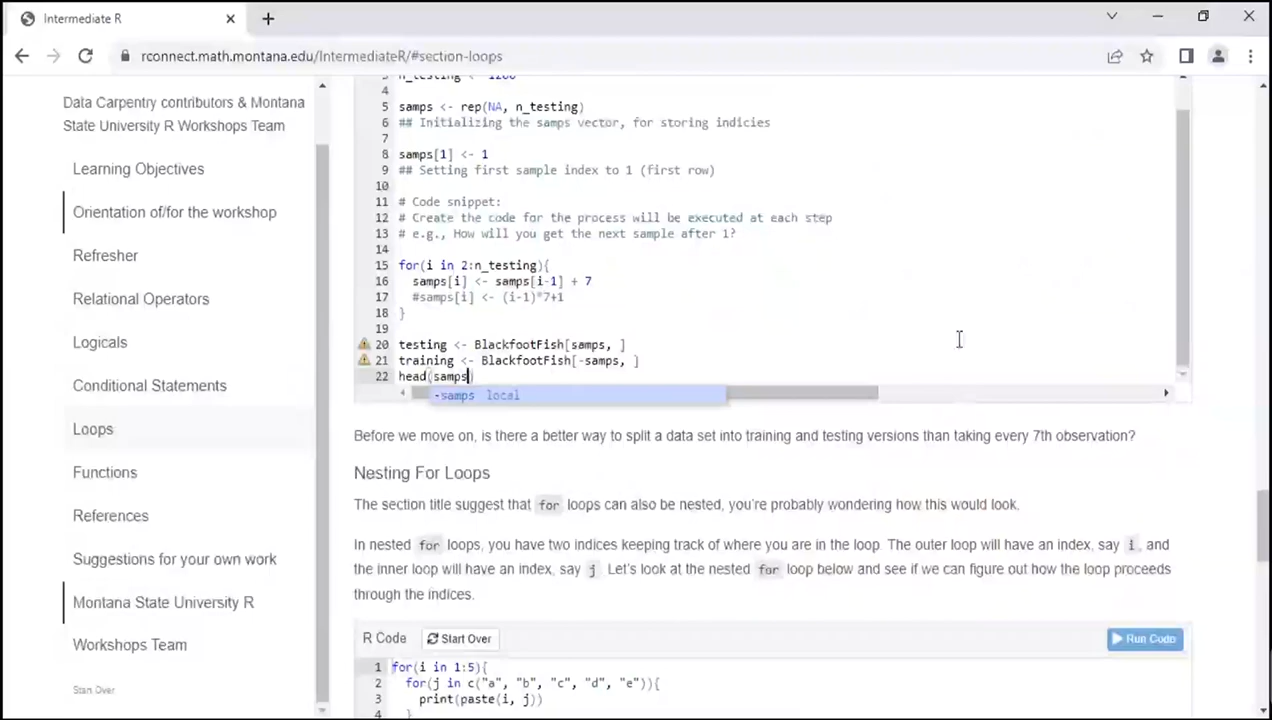 Intermediate R
rconnect.math.montana.edu/IntermediateR/#section-loops
Data Carpentry contributors & Montana
State University R Workshops Team
Learning Objectives
Orientation of/for the workshop
Refresher
Relational Operators
Logicals
Conditional Statements
Loops
Functions
References
Suggestions for your own work
Montana State University R
Workshops Team
Start Over
3 n_testing <- 1200
4
5 samps <- rep(NA, n_testing)
6 ## Initializing the samps vector, for storing indicies
7
8 samps[1] <- 1
9 ## Setting first sample index to 1 (first row)
10
11 # Code snippet:
12 # Create the code for the process will be executed at each step
13 # e.g., How will you get the next sample after 1?
14
15 for(i in 2:n_testing){
16 samps[i] <- samps[i-1] + 7
17 #samps[i] <- (i-1)*7+1
18 }
19
20 testing <- BlackfootFish[samps, ]
21 training <- BlackfootFish[-samps, ]
22 head(samps)
-samps local
Before we move on, is there a better way to split a data set into training and testing versions than taking every 7th observation?
Nesting For Loops
The section title suggest that for loops can also be nested, you're probably wondering how this would look.
In nested for loops, you have two indices keeping track of where you are in the loop. The outer loop will have an index, say i, and
the inner loop will have an index, say j. Let's look at the nested for loop below and see if we can figure out how the loop proceeds
through the indices.
R Code Start Over Run Code
1 for(i in 1:5){
2 for(j in c("a", "b", "c", "d", "e")){
3 print(paste(i, j))
4 }